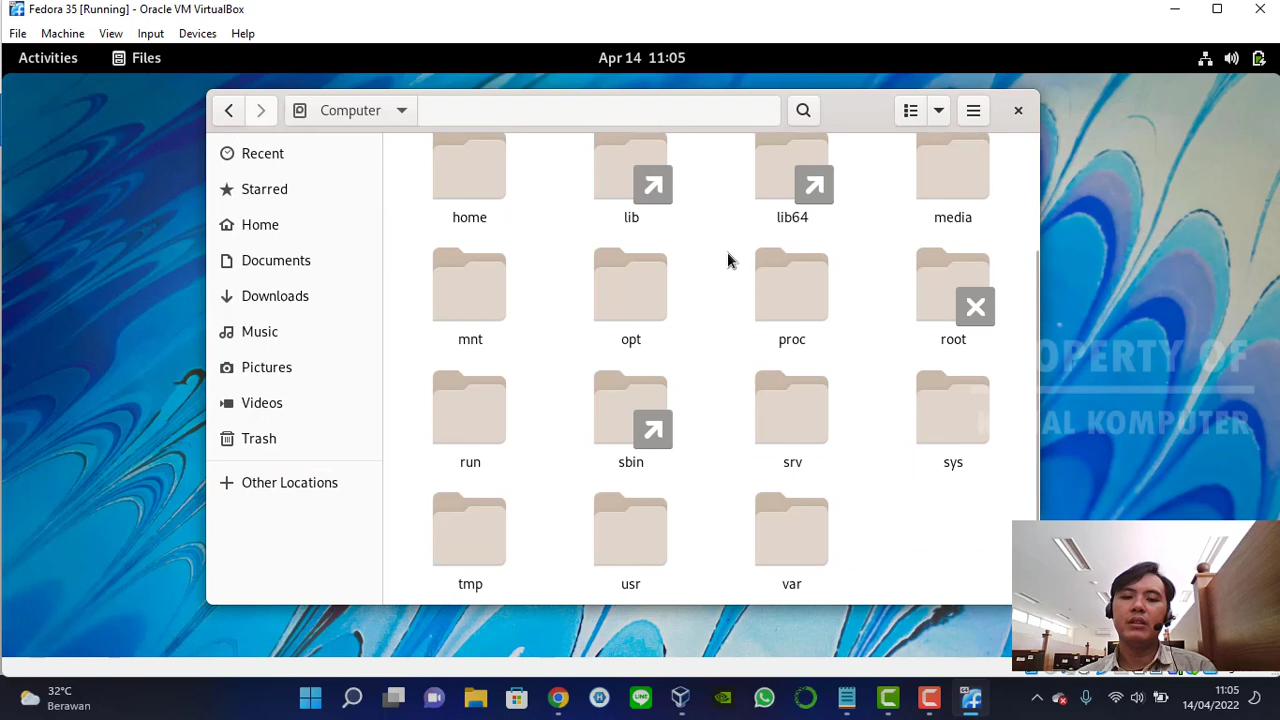 Fedora 35 [Running] - Oracle VM VirtualBox
File Machine View Input Devices Help
Activities Files Apr 14 11:05
Computer
Recent
Starred
Home
Documents
Downloads
Music
Pictures
Videos
Trash
Other Locations
home lib lib64 media
mnt opt proc root
run sbin srv sys
tmp usr var
OPERTY OF
AL KOMPUTER
32°C
Berawan
11:05
14/04/2022